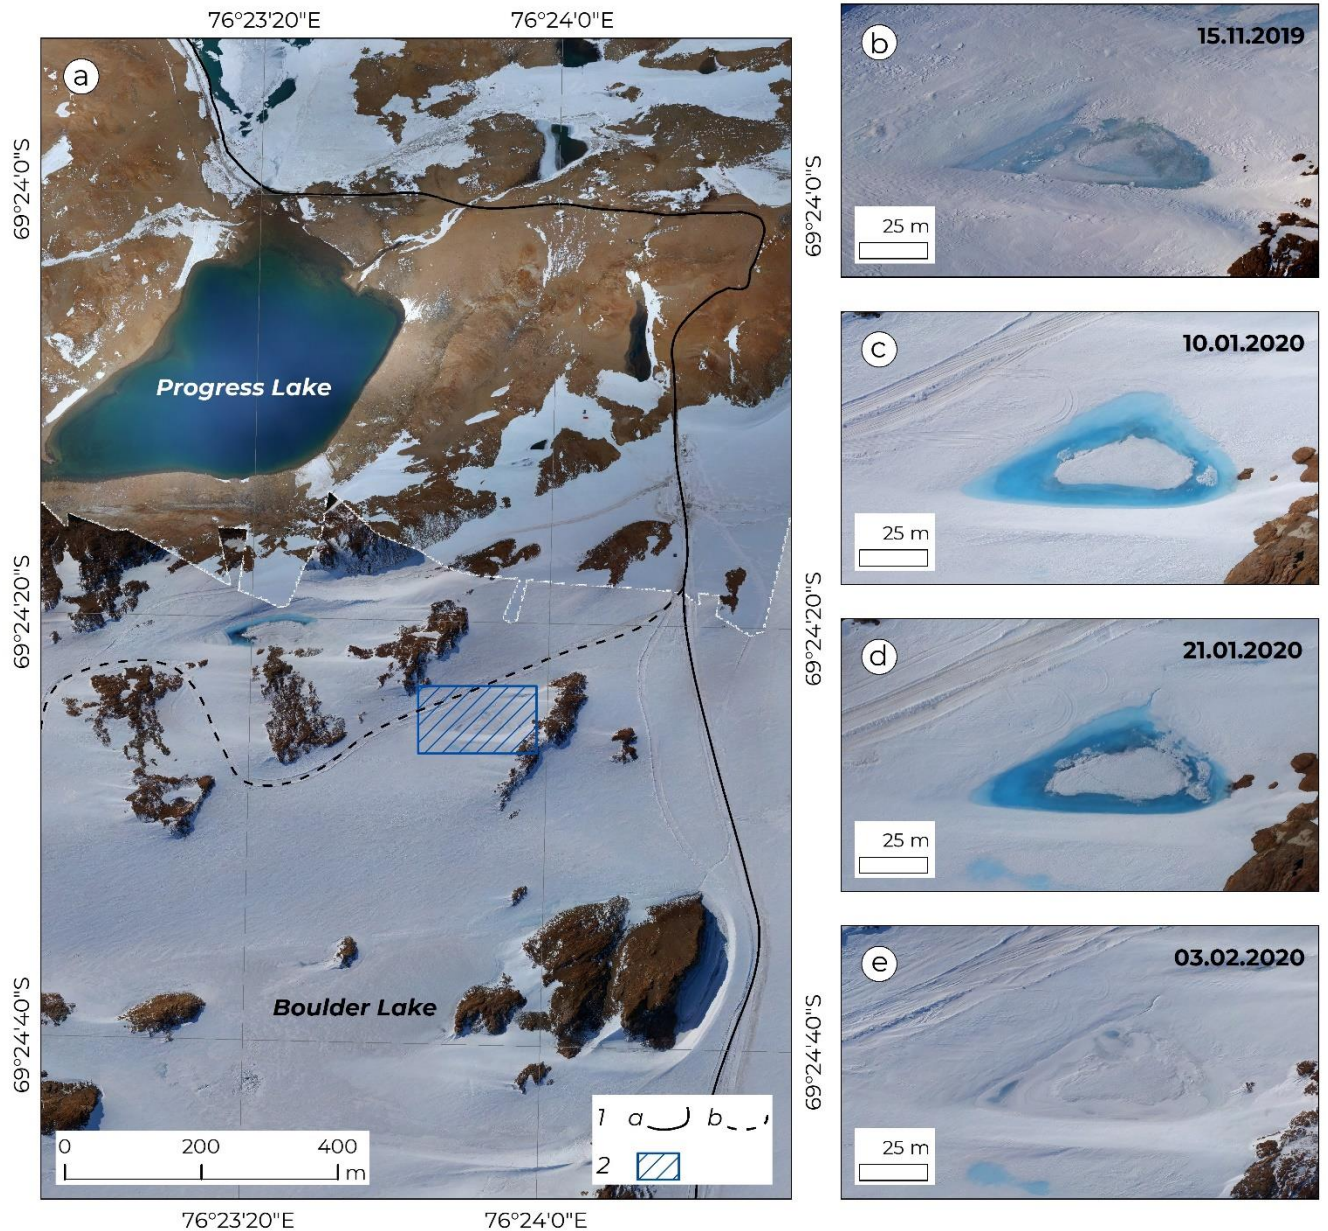 76°23'20"E
76°24'0"E
a
69°24'0"S
69°24'0"S
Progress Lake
69°24'20"S
69°24'20"S
Boulder Lake
69°24'40"S
69°24'40"S
1 a b
2
0 200 400
m
76°23'20"E
76°24'0"E
b
15.11.2019
25 m
c
10.01.2020
25 m
d
21.01.2020
25 m
e
03.02.2020
25 m